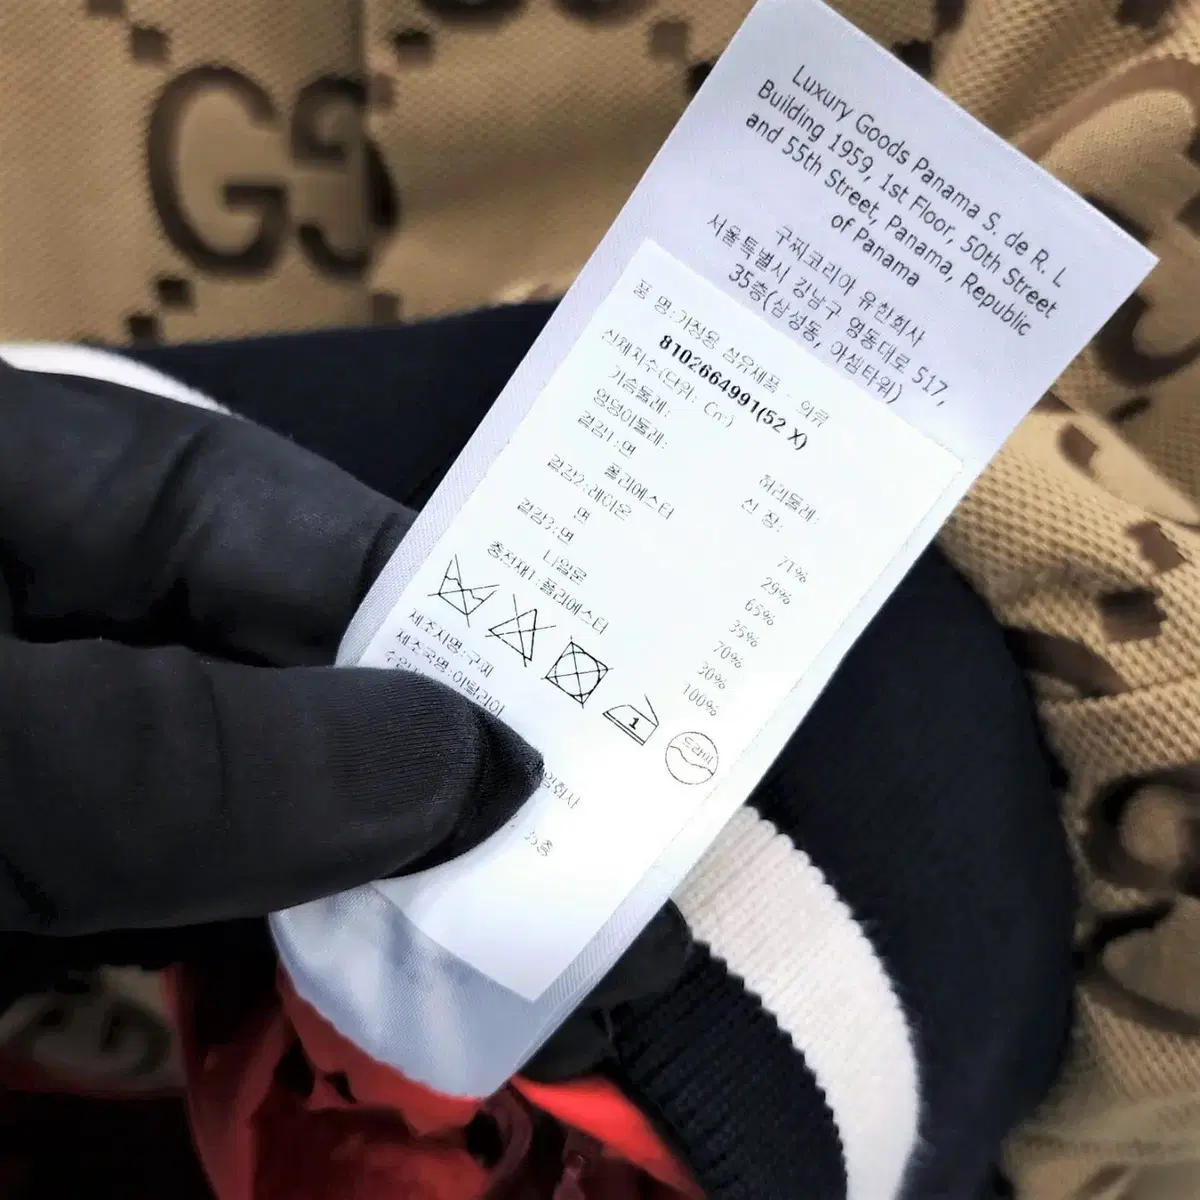 Luxury Goods Panama S. de R. L
Building 1959, 1st Floor, 50th Street
and 55th Street, Panama, Republic
of Panama
구찌코리아 유한회사
서울특별시 강남구 영동대로 517,
35층(삼성동, 아셈타워)
품 명:가정용 섬유제품 - 의류
8102664991(52 X)
신체치수(단위: Cm)
가슴둘레: 허리둘레:
엉덩이둘레: 신 장:
겉감1:면 71%
폴리에스터 29%
겉감2:레이온 65%
면 35%
겉감3:면 70%
나일론 30%
충전재1:폴리에스터 100%
1
드라이
제조자명:구찌
제조국명:이탈리아